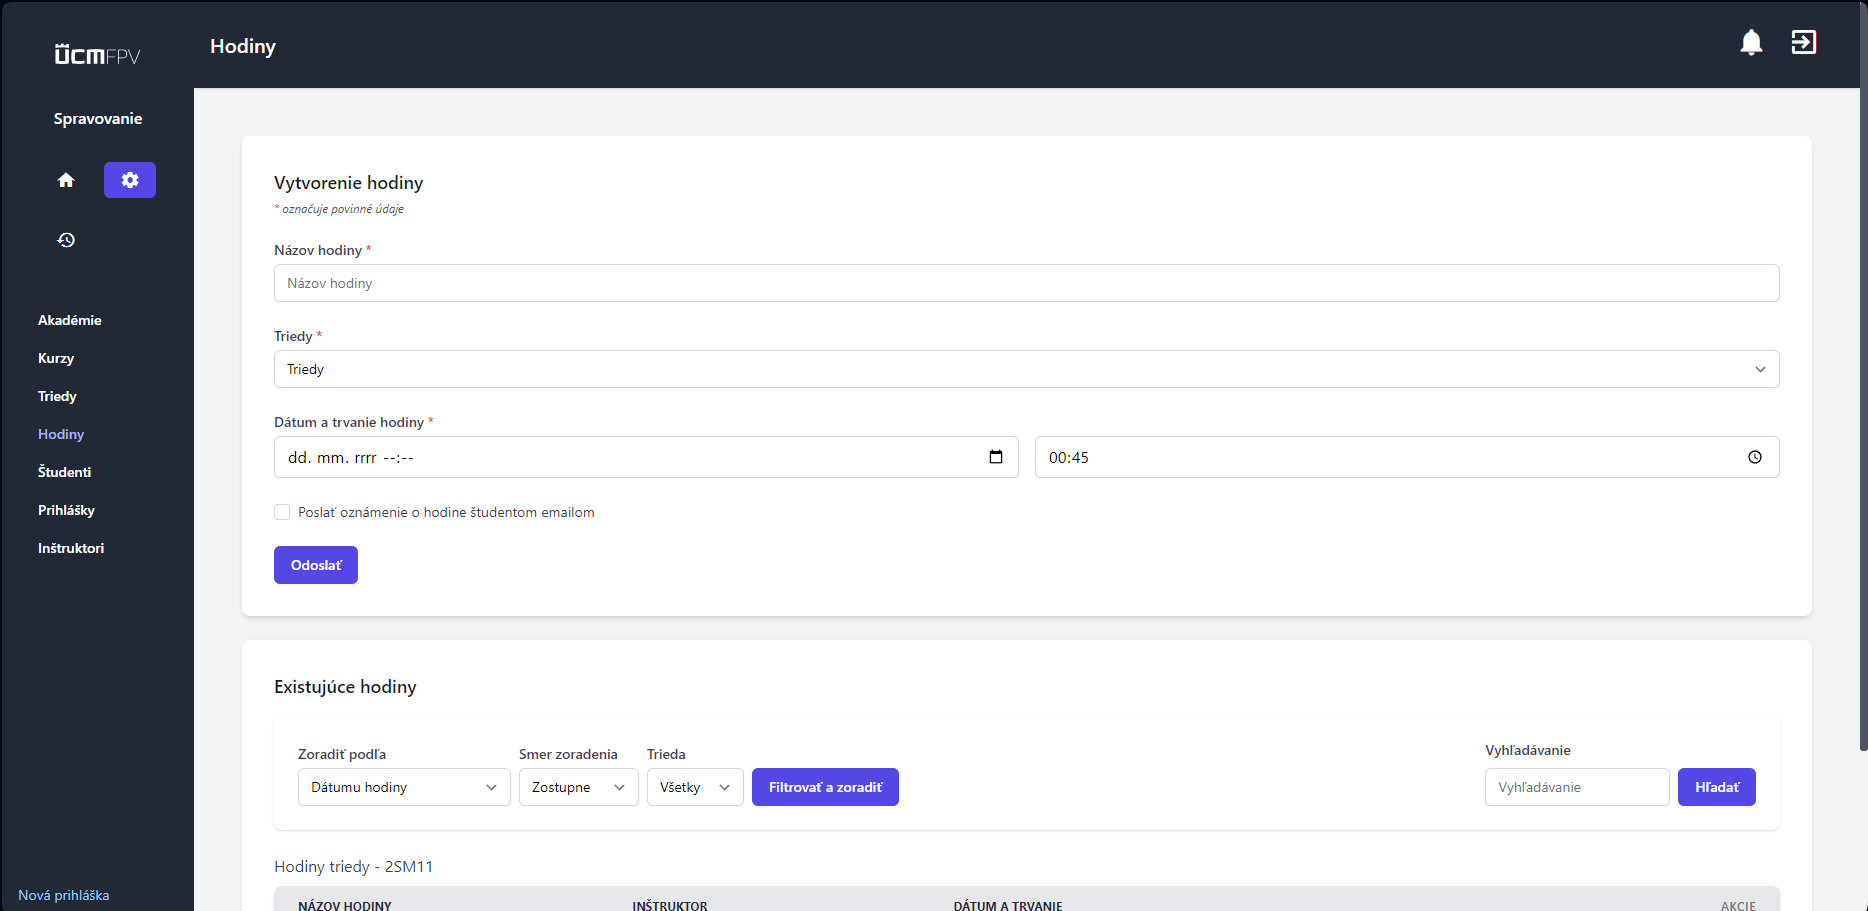 UCMFPV
Hodiny
Spravovanie
Akadémie
Kurzy
Triedy
Hodiny
Študenti
Prihlášky
Inštruktori
Nová prihláška
Vytvorenie hodiny
* označuje povinné údaje
Názov hodiny *
Názov hodiny
Triedy *
Triedy
Dátum a trvanie hodiny *
dd. mm. rrrr --:--
00:45
Poslať oznámenie o hodine študentom emailom
Odoslať
Existujúce hodiny
Zoradiť podľa
Smer zoradenia
Trieda
Vyhľadávanie
Dátumu hodiny
Zostupne
Všetky
Filtrovať a zoradiť
Vyhľadávanie
Hľadať
Hodiny triedy - 2SM11
NÁZOV HODINY
INŠTRUKTOR
DÁTUM A TRVANIE
AKCIE